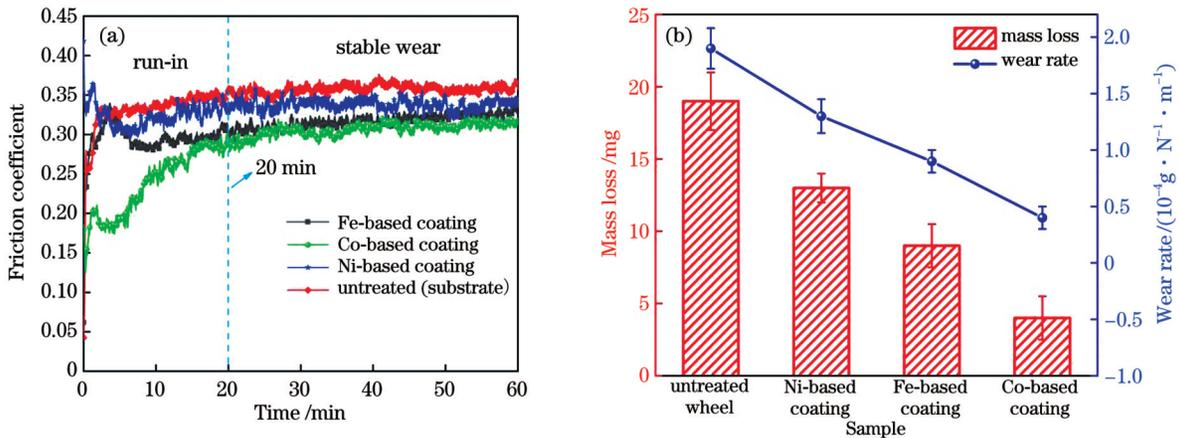 (a)
run-in
stable wear
20 min
Fe-based coating
Co-based coating
Ni-based coating
untreated (substrate)
Friction coefficient
0.45
0.40
0.35
0.30
0.25
0.20
0.15
0.10
0.05
0
0 10 20 30 40 50 60
Time /min
(b)
mass loss
wear rate
Mass loss /mg
25
20
15
10
5
0
2.0
1.5
1.0
0.5
0
−0.5
−1.0
Wear rate /(10⁻⁴g · N⁻¹ · m⁻¹)
untreated Ni-based Fe-based Co-based
wheel coating coating coating
Sample